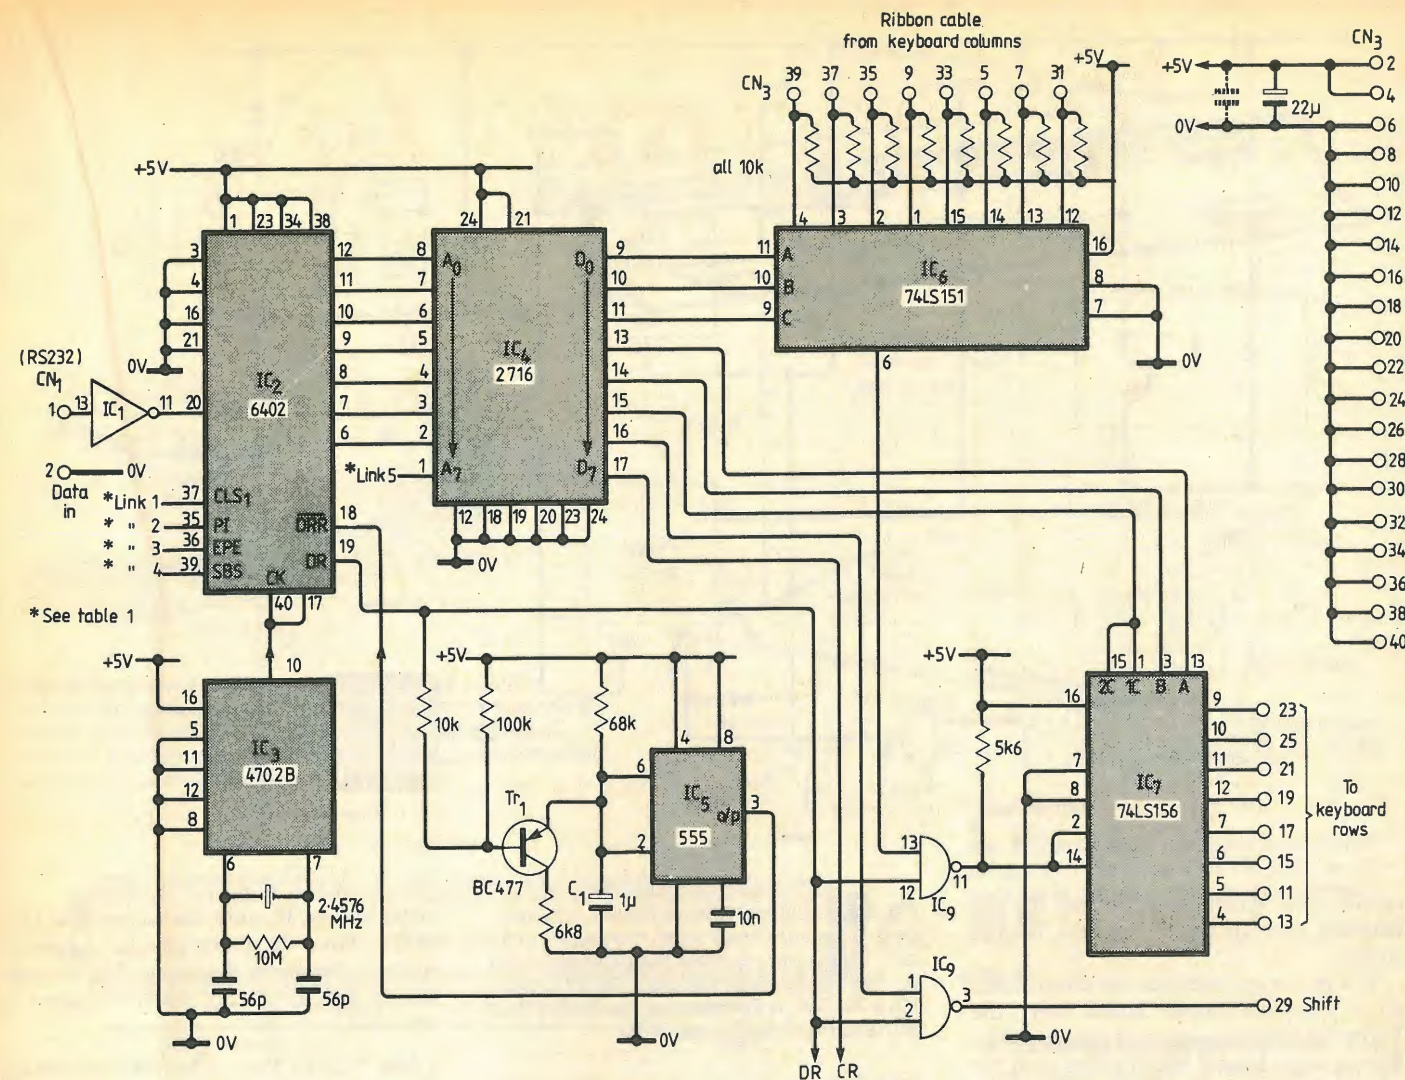 Ribbon cable
from keyboard columns
CN3
39 37 35 9 33 5 7 31
+5V
all 10k
4 3 2 1 15 14 13 12
16
8
7
11 A
10 B
9 C
IC6
74LS151
6
0V
CN3
+5V
0V
22µ
2
4
6
8
10
12
14
16
18
20
22
24
26
28
30
32
34
36
38
40
+5V
1 23 34 38
3
4
16
21
0V
(RS232)
CN1
1
13
IC1
11
20
2
0V
Data
in
*Link 1
* " 2
* " 3
* " 4
37
35
36
39
CLS1
PI
EPE
SBS
CK
DRR
DR
IC2
6402
12
11
10
9
8
7
6
18
19
40
17
*See table 1
24 21
8
7
6
5
4
3
2
1
*Link 5
A0
A7
D0
D7
IC4
2716
9
10
11
13
14
15
16
17
12 18 19 20 23 24
0V
+5V
10
16
5
11
12
8
IC3
4702B
6
7
2·4576
MHz
10M
56p
56p
0V
+5V
10k
100k
68k
Tr1
BC477
6k8
C1
1µ
4
8
6
2
IC5
555
o/p
3
10n
0V
+5V
5k6
13
12
11
IC9
1
2
3
IC9
DR CR
15 1 3 13
2C 1C B A
16
7
8
2
14
IC7
74LS156
9
10
11
12
7
6
5
4
23
25
21
19
17
15
11
13
To
keyboard
rows
29 Shift
0V